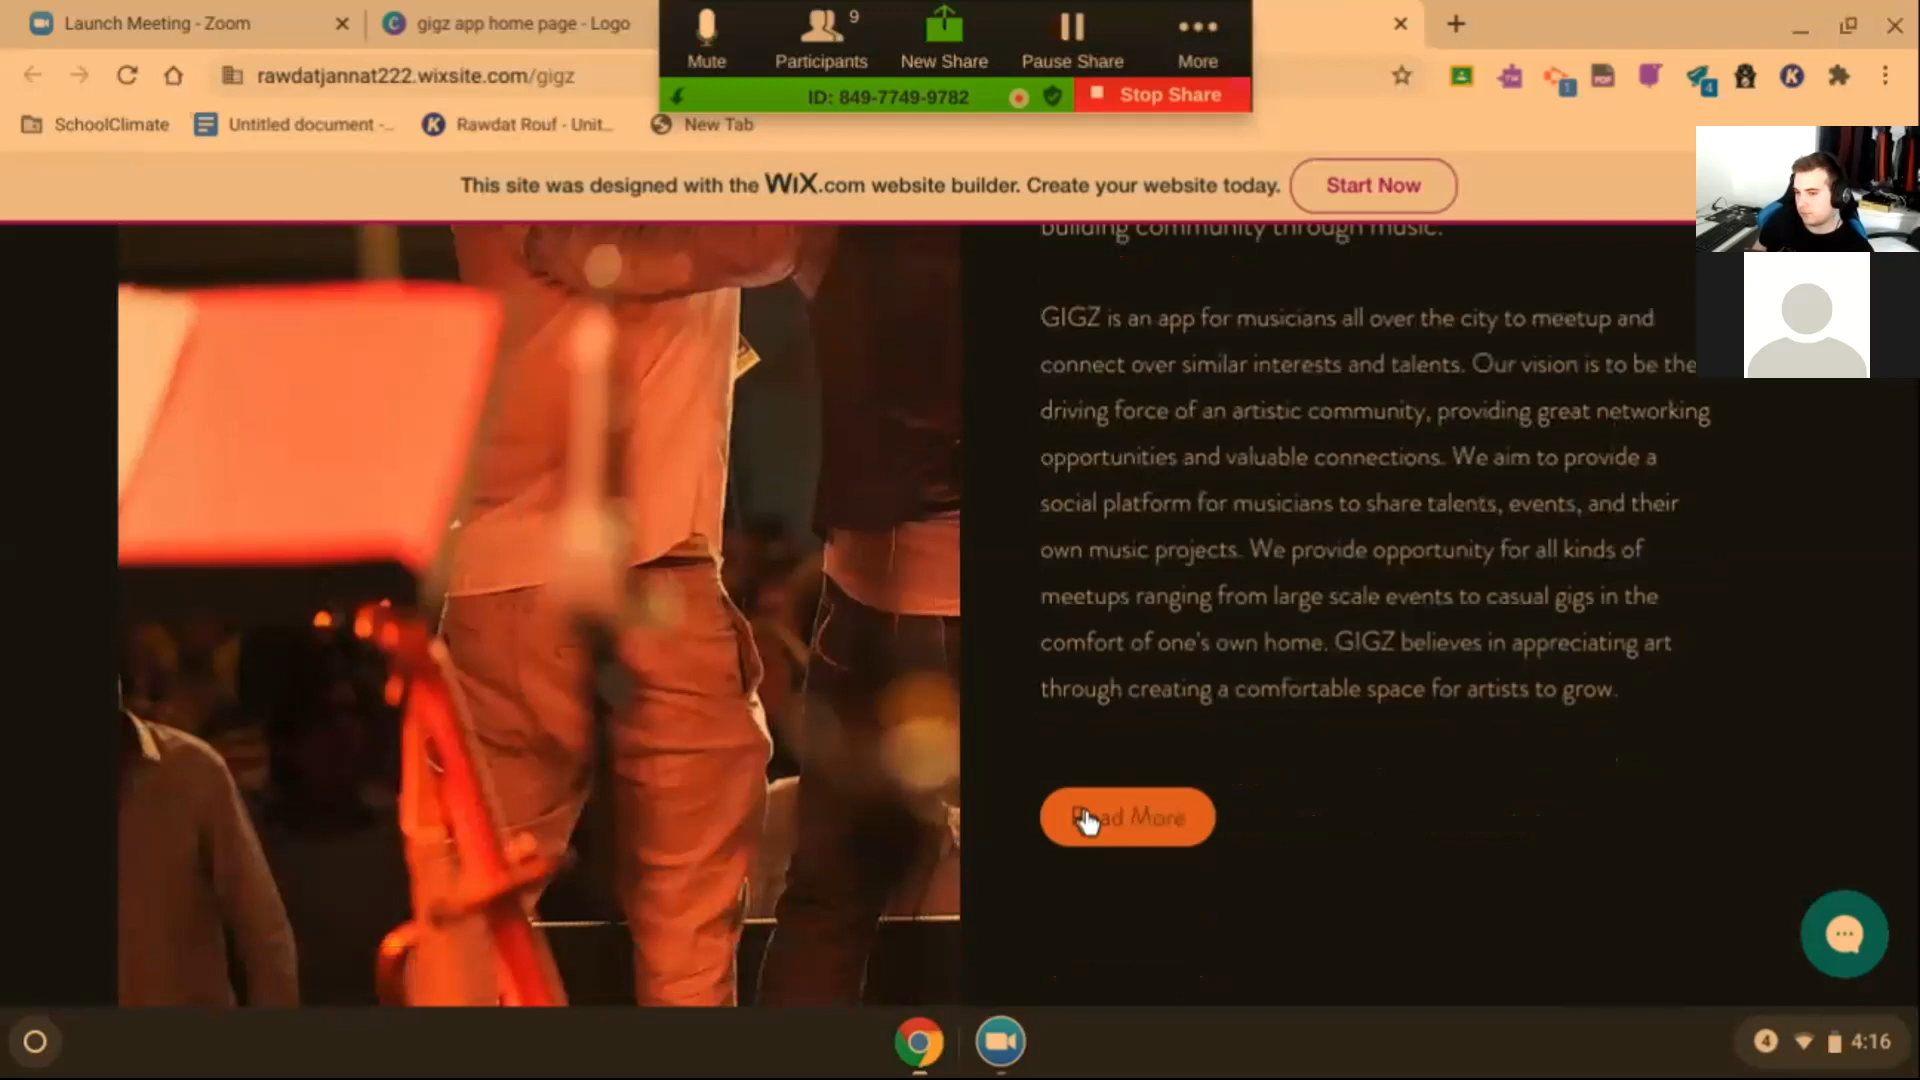 Launch Meeting - Zoom
gigz app home page - Logo
Mute
Participants
9
New Share
Pause Share
More
ID: 849-7749-9782
Stop Share
rawdatjannat222.wixsite.com/gigz
SchoolClimate
Untitled document -...
Rawdat Rouf - Unit...
New Tab
This site was designed with the WiX.com website builder. Create your website today.
Start Now
building community through music.
GIGZ is an app for musicians all over the city to meetup and
connect over similar interests and talents. Our vision is to be the
driving force of an artistic community, providing great networking
opportunities and valuable connections. We aim to provide a
social platform for musicians to share talents, events, and their
own music projects. We provide opportunity for all kinds of
meetups ranging from large scale events to casual gigs in the
comfort of one's own home. GIGZ believes in appreciating art
through creating a comfortable space for artists to grow.
Read More
4
4:16